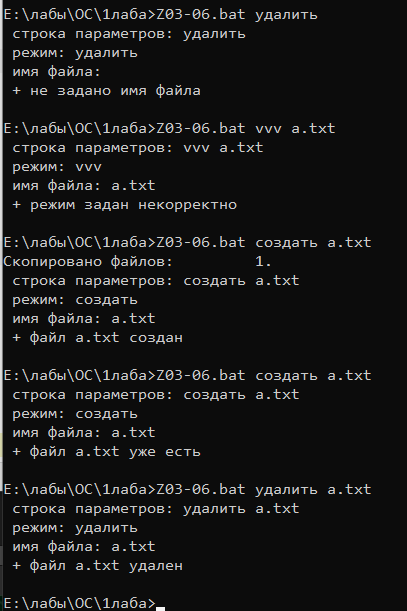 E:\лабы\ОС\1лаба>Z03-06.bat удалить
строка параметров: удалить
режим: удалить
имя файла:
+ не задано имя файла
E:\лабы\ОС\1лаба>Z03-06.bat vvv a.txt
строка параметров: vvv a.txt
режим: vvv
имя файла: a.txt
+ режим задан некорректно
E:\лабы\ОС\1лаба>Z03-06.bat создать a.txt
Скопировано файлов:         1.
строка параметров: создать a.txt
режим: создать
имя файла: a.txt
+ файл a.txt создан
E:\лабы\ОС\1лаба>Z03-06.bat создать a.txt
строка параметров: создать a.txt
режим: создать
имя файла: a.txt
+ файл a.txt уже есть
E:\лабы\ОС\1лаба>Z03-06.bat удалить a.txt
строка параметров: удалить a.txt
режим: удалить
имя файла: a.txt
+ файл a.txt удален
E:\лабы\ОС\1лаба>